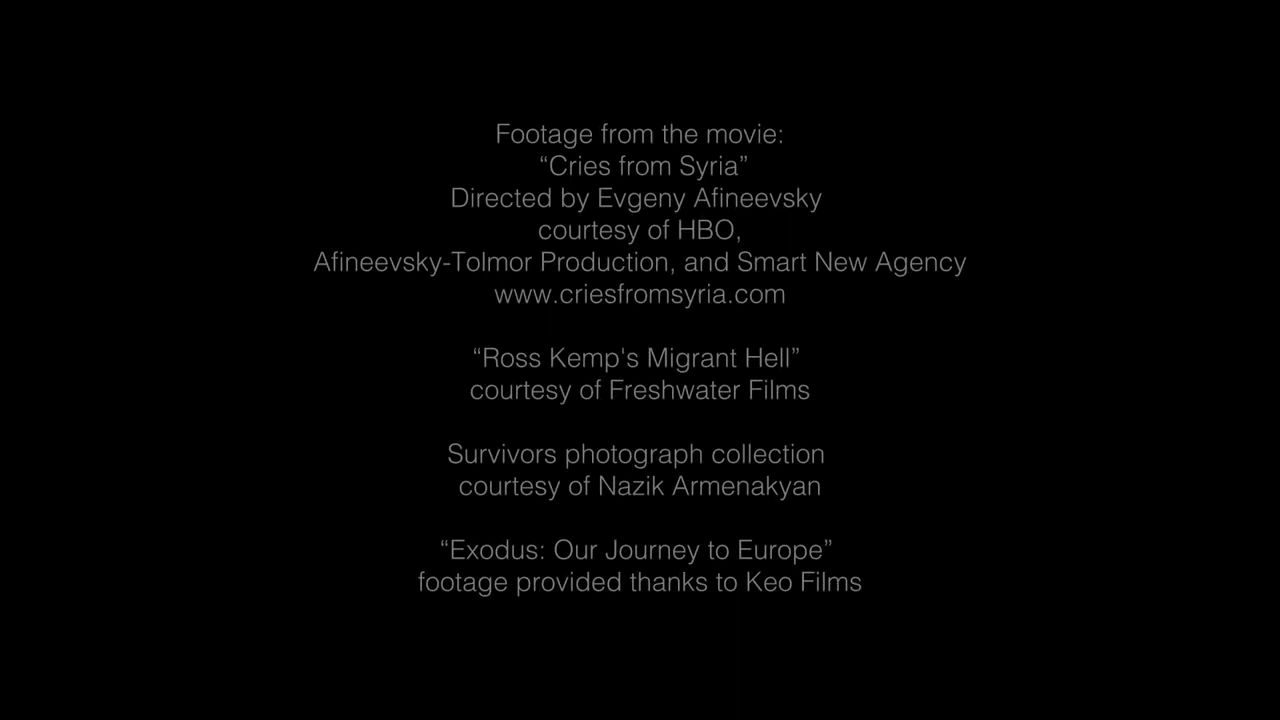 Footage from the movie:
“Cries from Syria”
Directed by Evgeny Afineevsky
courtesy of HBO,
Afineevsky-Tolmor Production, and Smart New Agency
www.criesfromsyria.com
“Ross Kemp's Migrant Hell”
courtesy of Freshwater Films
Survivors photograph collection
courtesy of Nazik Armenakyan
“Exodus: Our Journey to Europe”
footage provided thanks to Keo Films